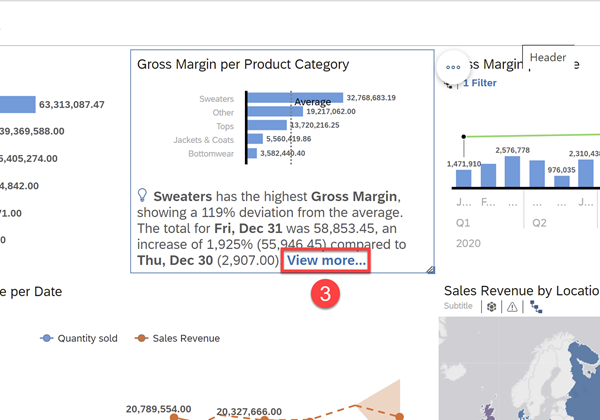 Header
Gross Margin per Product Category
1 Filter
Sweaters
Other
Tops
Jackets & Coats
Bottomwear
Average
32,768,683.19
19,217,062.00
13,720,216.25
5,560,419.86
3,582,440.40
Sweaters has the highest Gross Margin,
showing a 119% deviation from the average.
The total for Fri, Dec 31 was 58,853.45, an
increase of 1,925% (55,946.45) compared to
Thu, Dec 30 (2,907.00) View more...
3
63,313,087.47
39,369,588.00
5,405,274.00
4,842.00
71.00
0
1,471,910
2,576,778
976,035
2,310,43
J...
F...
...
...
...
J...
Q1
Q2
2020
e per Date
Quantity sold
Sales Revenue
20,789,554.00
20,327,666.00
Sales Revenue by Locatio
Subtitle